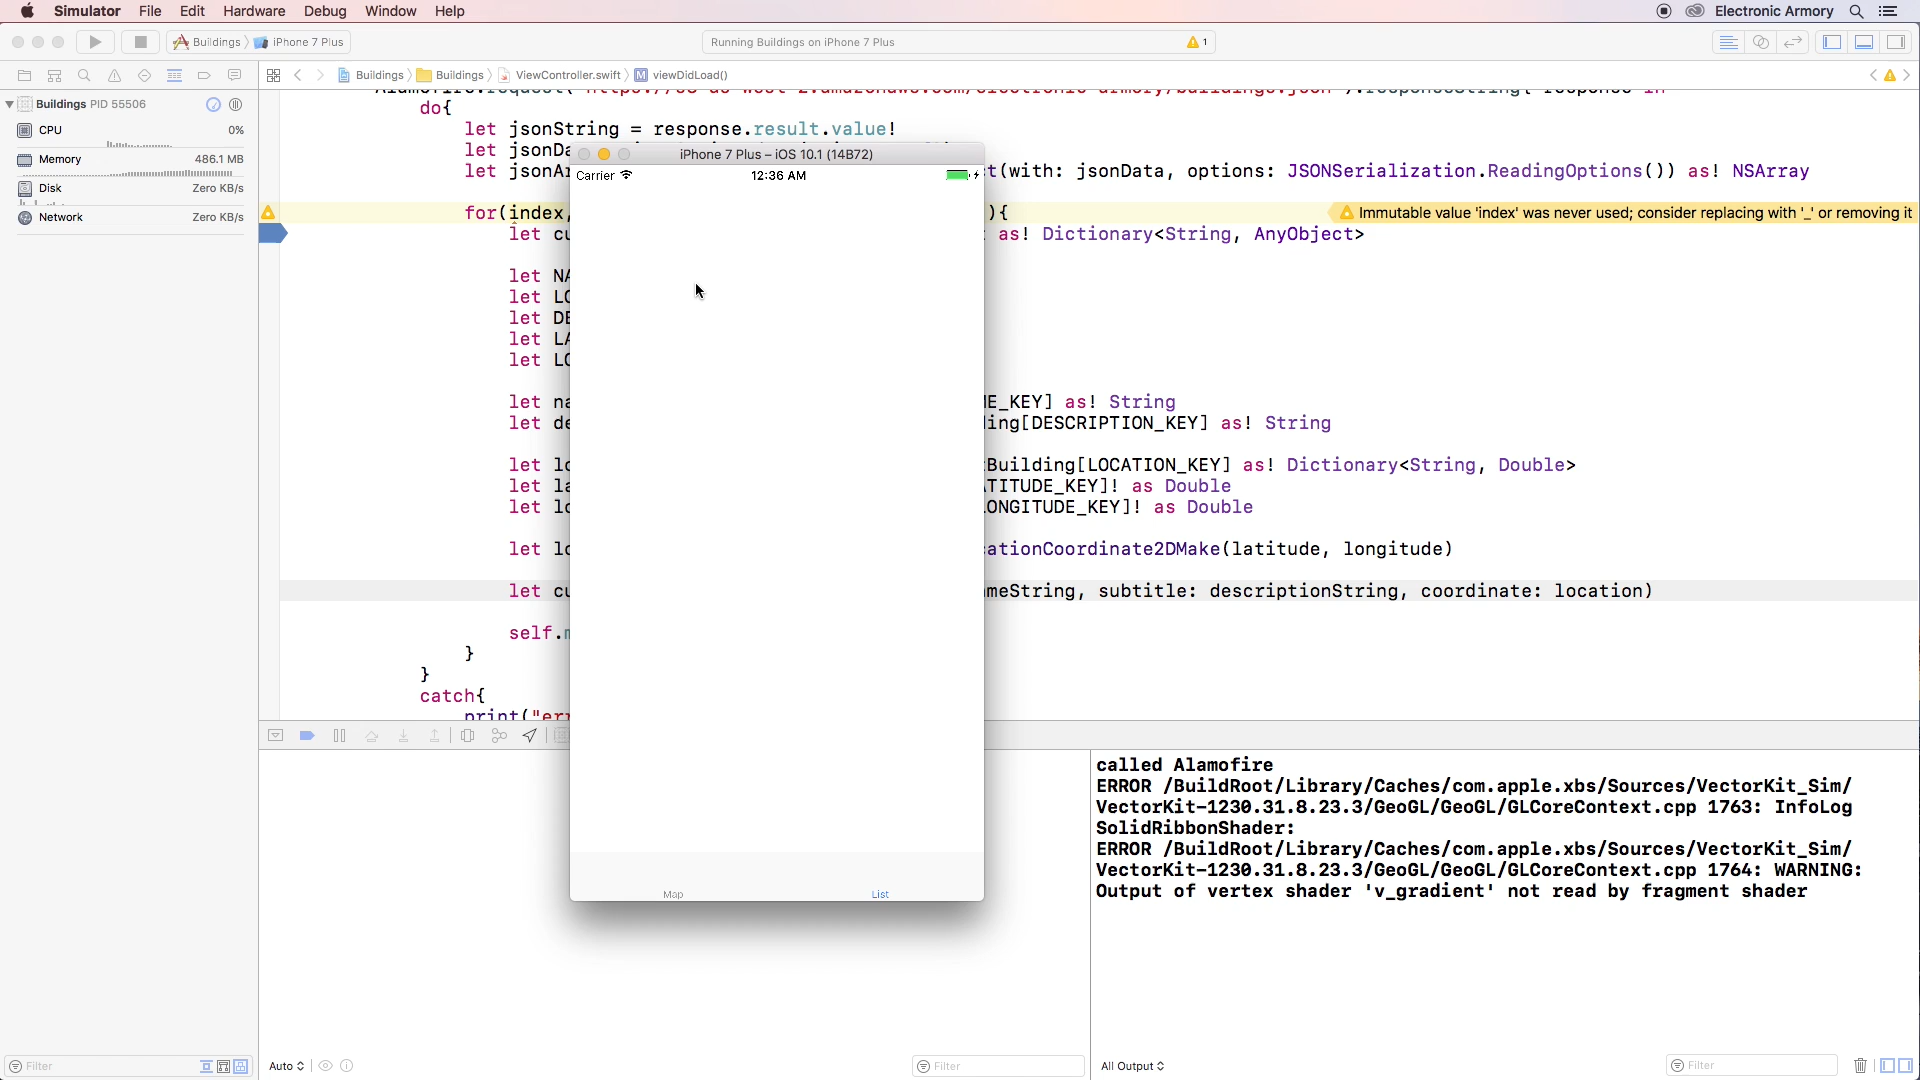 Simulator File Edit Hardware Debug Window Help Electronic Armory
Buildings iPhone 7 Plus Running Buildings on iPhone 7 Plus 1
Buildings Buildings ViewController.swift M viewDidLoad()
Buildings PID 55506
CPU 0%
Memory 486.1 MB
Disk Zero KB/s
Network Zero KB/s
Filter
do{
let jsonString = response.result.value!
let jsonDa
let jsonAr t(with: jsonData, options: JSONSerialization.ReadingOptions()) as! NSArray
for(index, ){ Immutable value 'index' was never used; consider replacing with '_' or removing it
let cu as! Dictionary<String, AnyObject>
let NA
let LO
let DE
let LA
let LO
let na E_KEY] as! String
let de ing[DESCRIPTION_KEY] as! String
let lo Building[LOCATION_KEY] as! Dictionary<String, Double>
let la TITUDE_KEY]! as Double
let lo ONGITUDE_KEY]! as Double
let lo ationCoordinate2DMake(latitude, longitude)
let cu meString, subtitle: descriptionString, coordinate: location)
self.m
}
}
catch{
print("err
iPhone 7 Plus – iOS 10.1 (14B72)
Carrier 12:36 AM
Map List
called Alamofire
ERROR /BuildRoot/Library/Caches/com.apple.xbs/Sources/VectorKit_Sim/
VectorKit-1230.31.8.23.3/GeoGL/GeoGL/GLCoreContext.cpp 1763: InfoLog
SolidRibbonShader:
ERROR /BuildRoot/Library/Caches/com.apple.xbs/Sources/VectorKit_Sim/
VectorKit-1230.31.8.23.3/GeoGL/GeoGL/GLCoreContext.cpp 1764: WARNING:
Output of vertex shader 'v_gradient' not read by fragment shader
Auto Filter All Output Filter